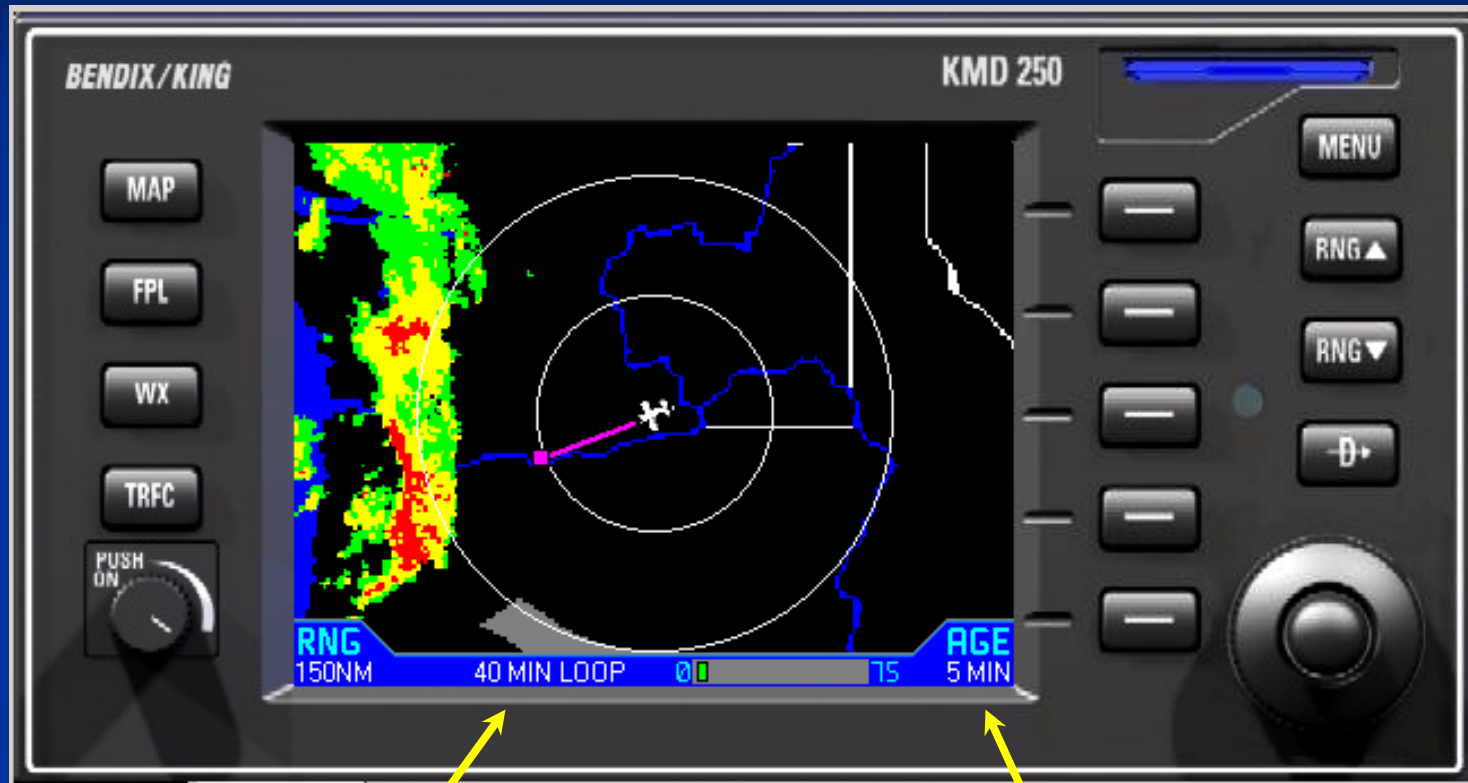 BENDIX/KING
KMD 250
MENU
MAP
RNG▲
FPL
RNG▼
WX
D
TRFC
PUSH
ON
RNG
AGE
150NM 40 MIN LOOP 0 75 5 MIN